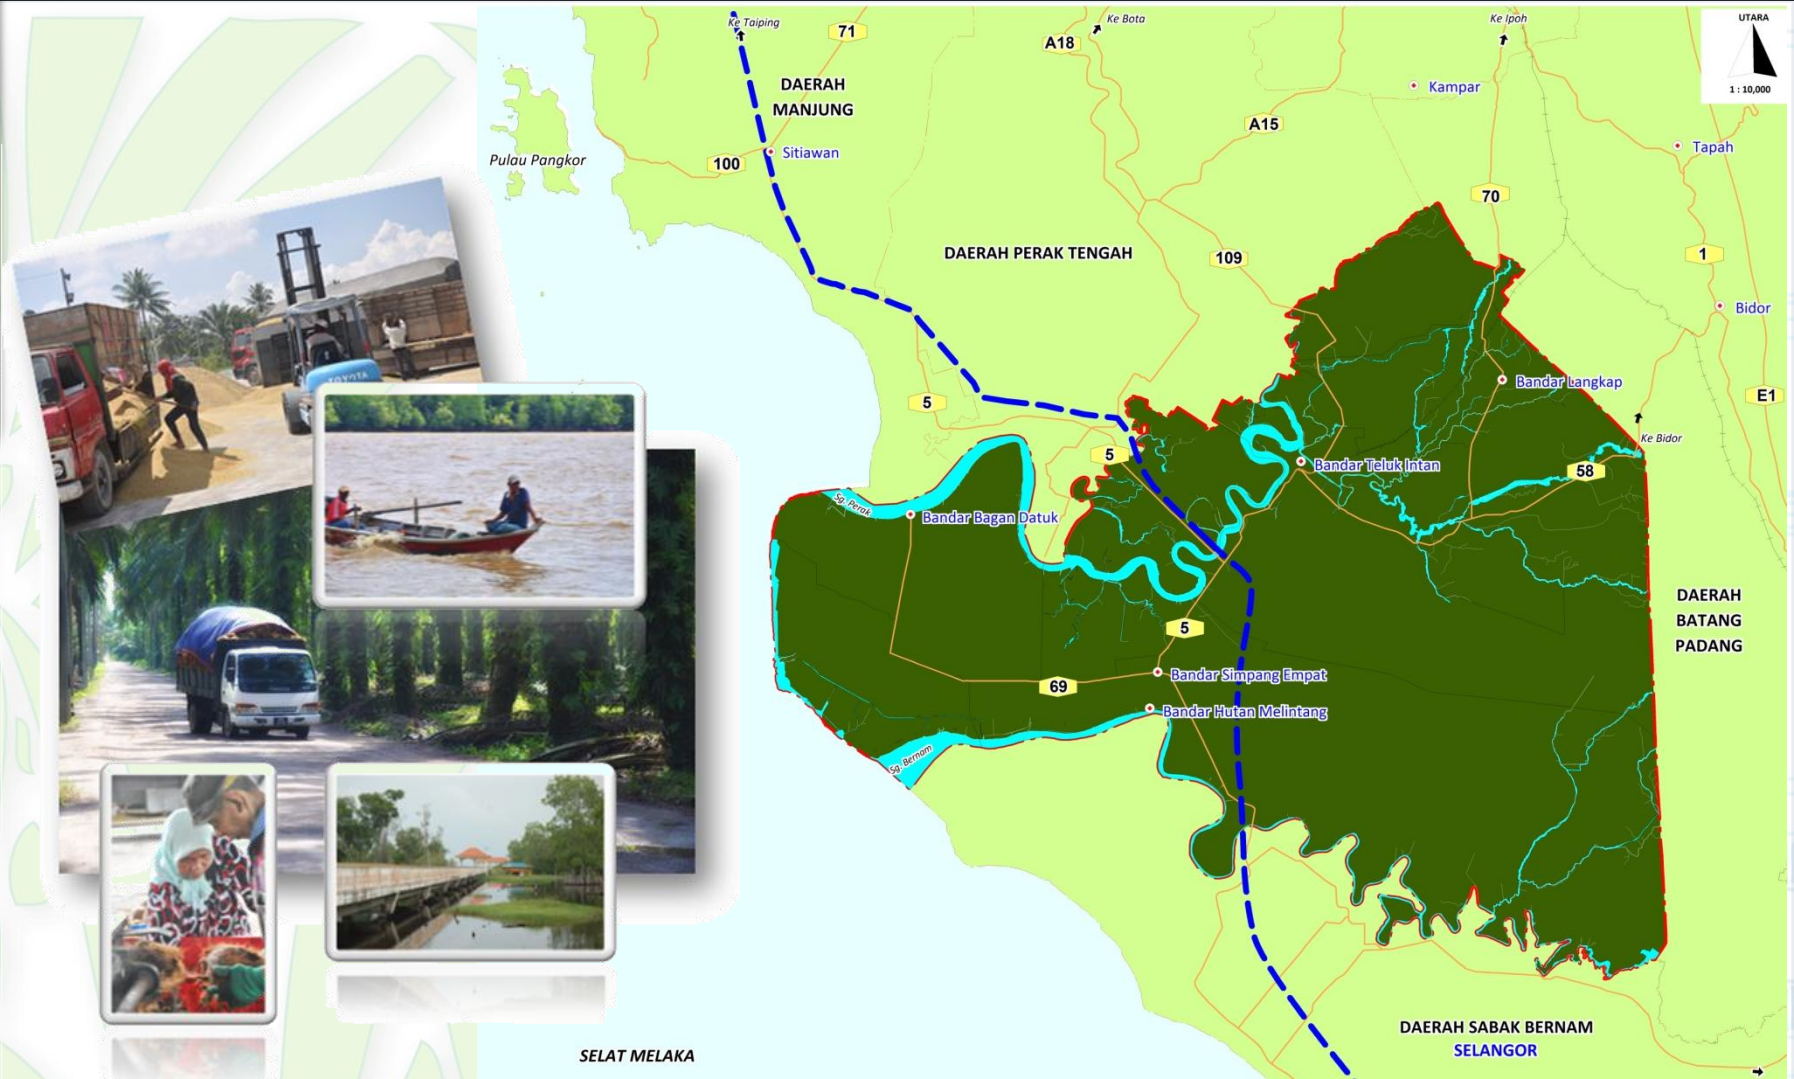 Ke Taiping
71
A18
Ke Bota
Ke Ipoh
UTARA
1 : 10,000
DAERAH
MANJUNG
Kampar
A15
Pulau Pangkor
100
Sitiawan
Tapah
70
DAERAH PERAK TENGAH
109
1
Bidor
Bandar Langkap
E1
5
Ke Bidor
5
Bandar Teluk Intan
58
Sg. Perak
Bandar Bagan Datuk
TOYOTA
DAERAH
BATANG
PADANG
5
Bandar Simpang Empat
69
Bandar Hutan Melintang
Sg. Bernam
DAERAH SABAK BERNAM
SELANGOR
SELAT MELAKA